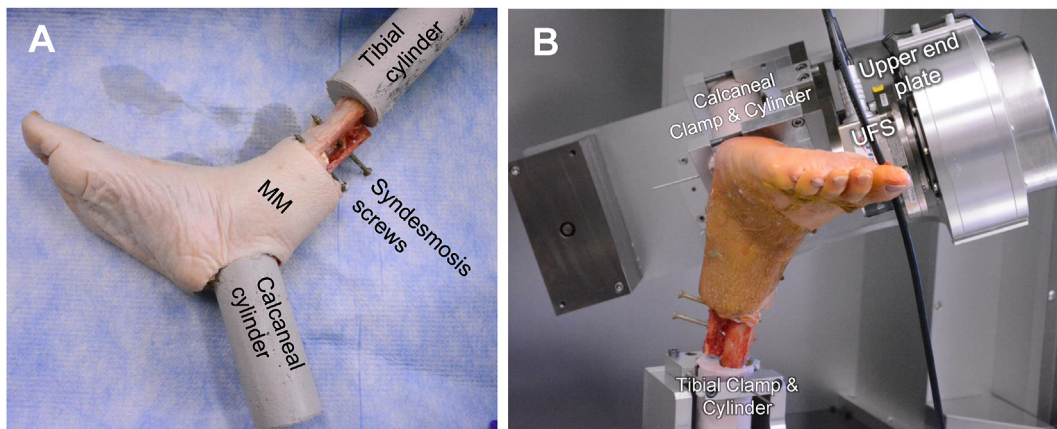 A
Tibial
cylinder
MM
Syndesmosis
screws
Calcaneal
cylinder
B
Upper end
plate
Calcaneal
Clamp & Cylinder
UFS
Tibial Clamp &
Cylinder